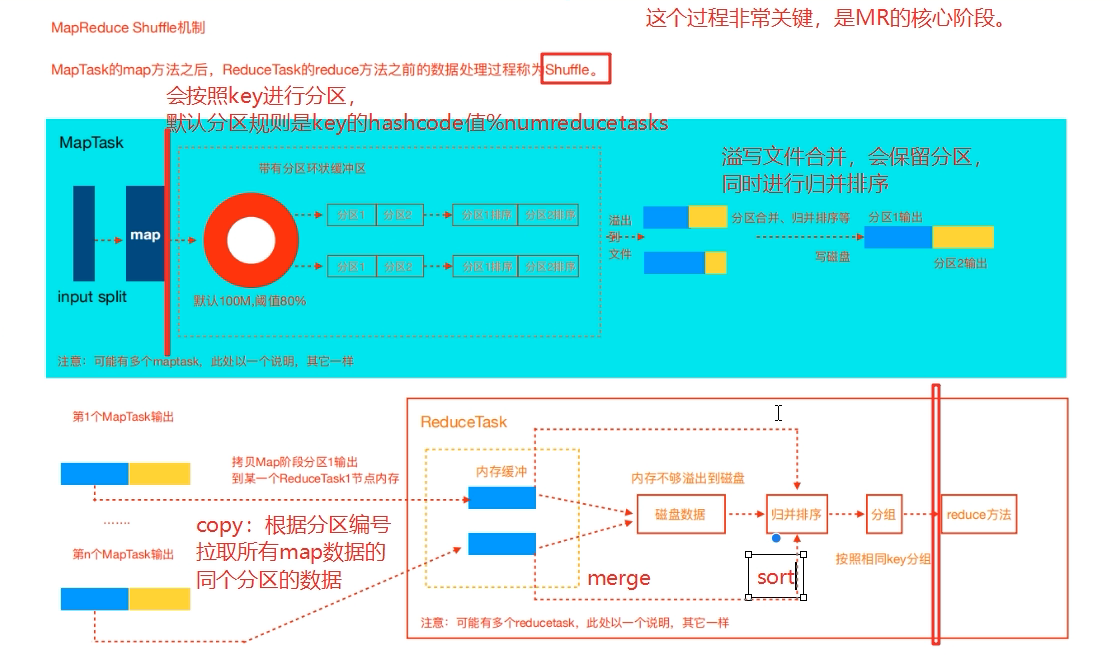 这个过程非常关键，是MR的核心阶段。
MapReduce Shuffle机制
MapTask的map方法之后，ReduceTask的reduce方法之前的数据处理过程称为Shuffle。
会按照key进行分区，
默认分区规则是key的hashcode值%numreducetasks
MapTask
带有分区环状缓冲区
溢写文件合并，会保留分区，
同时进行归并排序
map
input split
默认100M,阈值80%
分区1 分区2 分区1排序 分区2排序
分区1 分区2 分区1排序 分区2排序
溢出
到
文件
分区合并、归并排序等
写磁盘
分区1输出
分区2输出
注意：可能有多个maptask，此处以一个说明，其它一样
第1个MapTask输出
拷贝Map阶段分区1输出
到某一个ReduceTask1节点内存
.......
第n个MapTask输出
copy：根据分区编号
拉取所有map数据的
同个分区的数据
ReduceTask
内存缓冲
内存不够溢出到磁盘
磁盘数据
归并排序
分组
reduce方法
按照相同key分组
merge
sort
注意：可能有多个reducetask，此处以一个说明，其它一样